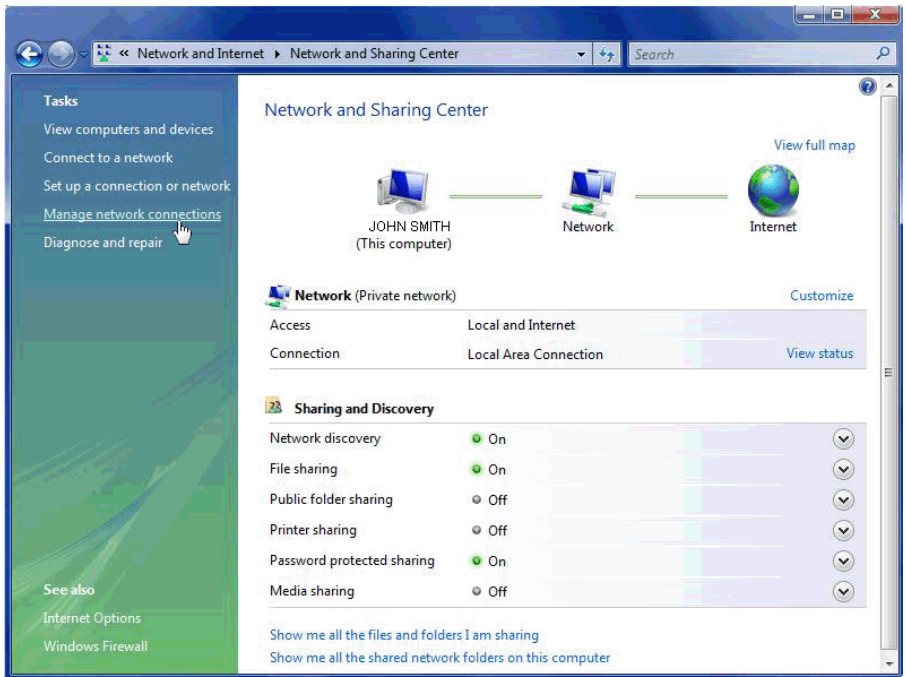 « Network and Internet ▸ Network and Sharing Center
Search
Tasks
View computers and devices
Connect to a network
Set up a connection or network
Manage network connections
Diagnose and repair
See also
Internet Options
Windows Firewall
Network and Sharing Center
View full map
JOHN SMITH
(This computer)
Network
Internet
Network (Private network)
Customize
Access Local and Internet
Connection Local Area Connection View status
Sharing and Discovery
Network discovery On
File sharing On
Public folder sharing Off
Printer sharing Off
Password protected sharing On
Media sharing Off
Show me all the files and folders I am sharing
Show me all the shared network folders on this computer